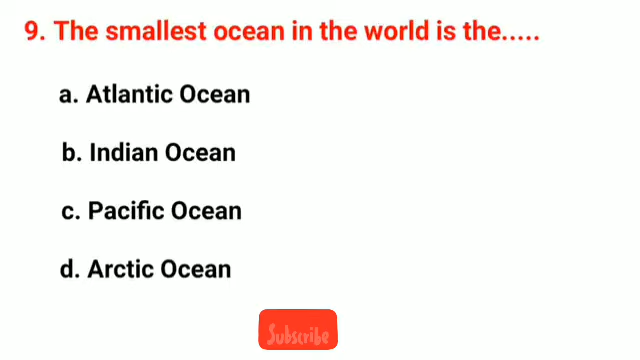 9. The smallest ocean in the world is the.....
a. Atlantic Ocean
b. Indian Ocean
c. Pacific Ocean
d. Arctic Ocean
Subscribe